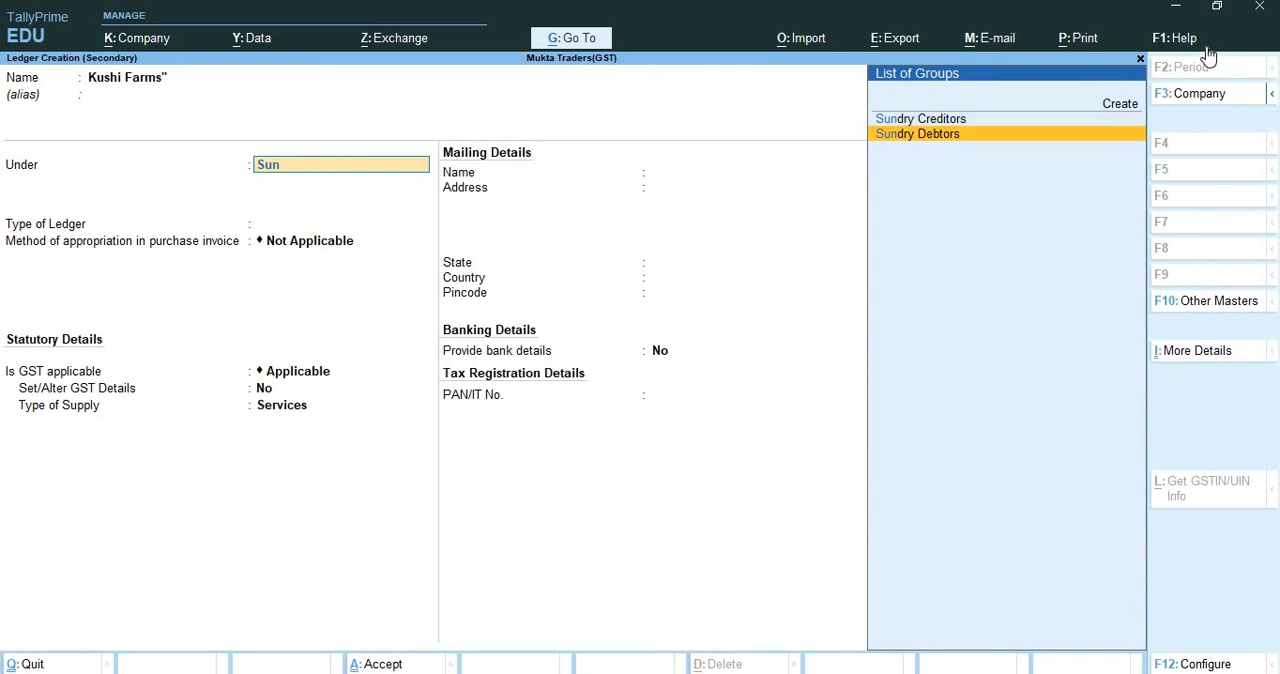 TallyPrime
EDU
MANAGE
K: Company
Y: Data
Z: Exchange
G: Go To
O: Import
E: Export
M: E-mail
P: Print
F1: Help
Ledger Creation (Secondary)
Mukta Traders(GST)
Name : Kushi Farms"
(alias) :
Under : Sun
Type of Ledger :
Method of appropriation in purchase invoice : ♦ Not Applicable
Statutory Details
Is GST applicable : ♦ Applicable
Set/Alter GST Details : No
Type of Supply : Services
Mailing Details
Name :
Address :
State :
Country :
Pincode :
Banking Details
Provide bank details : No
Tax Registration Details
PAN/IT No. :
List of Groups
Create
Sundry Creditors
Sundry Debtors
F2: Period
F3: Company
F4
F5
F6
F7
F8
F9
F10: Other Masters
I: More Details
L: Get GSTIN/UIN
Info
Q: Quit
A: Accept
D: Delete
F12: Configure